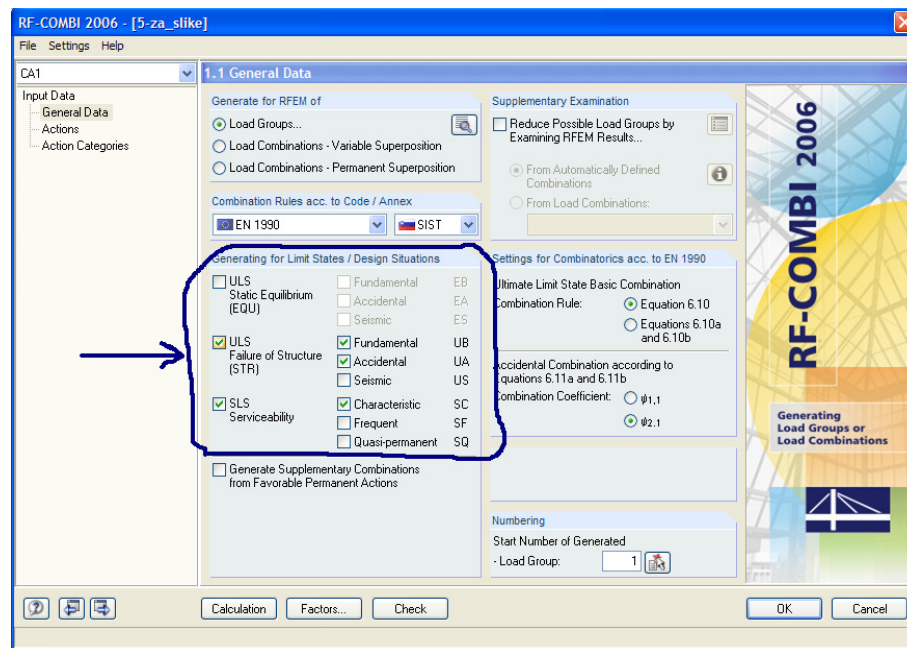 RF-COMBI 2006 - [5-za_slike]
File Settings Help
CA1
Input Data
General Data
Actions
Action Categories
1.1 General Data
Generate for RFEM of
Load Groups...
Load Combinations - Variable Superposition
Load Combinations - Permanent Superposition
Combination Rules acc. to Code / Annex
EN 1990
SIST
Generating for Limit States / Design Situations
ULS
Static Equilibrium
(EQU)
Fundamental EB
Accidental EA
Seismic ES
ULS
Failure of Structure
(STR)
Fundamental UB
Accidental UA
Seismic US
SLS
Serviceability
Characteristic SC
Frequent SF
Quasi-permanent SQ
Generate Supplementary Combinations
from Favorable Permanent Actions
Supplementary Examination
Reduce Possible Load Groups by
Examining RFEM Results...
From Automatically Defined
Combinations
From Load Combinations:
Settings for Combinatorics acc. to EN 1990
Ultimate Limit State Basic Combination
Combination Rule:
Equation 6.10
Equations 6.10a
and 6.10b
Accidental Combination according to
Equations 6.11a and 6.11b
Combination Coefficient:
ψ1,1
ψ2,1
Numbering
Start Number of Generated
- Load Group: 1
RF-COMBI 2006
Generating
Load Groups or
Load Combinations
Calculation
Factors...
Check
OK
Cancel